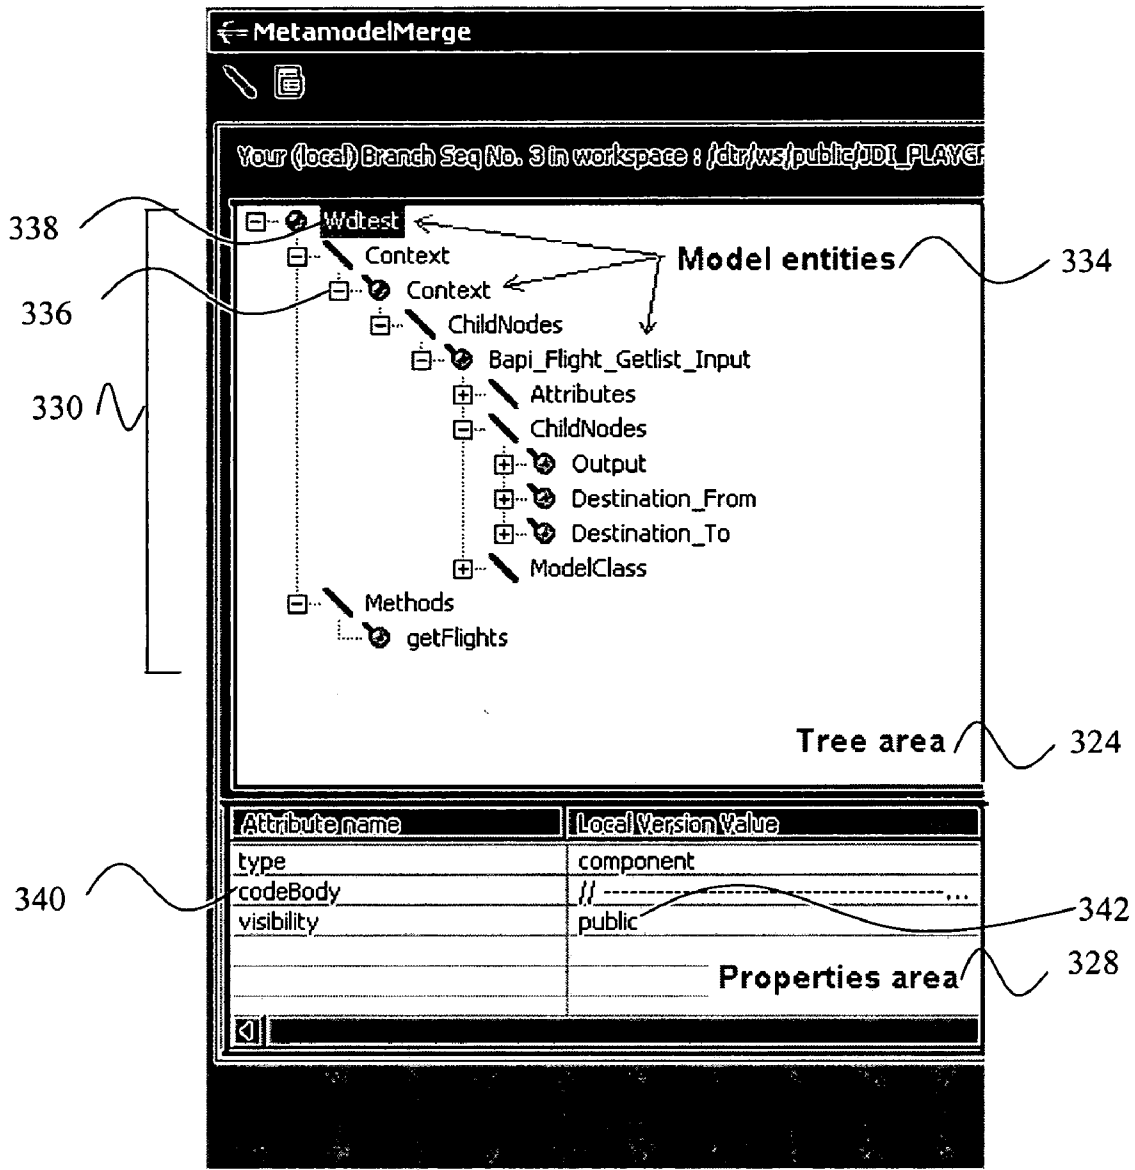 MetamodelMerge
Your (local) Branch Seq No. 3 in workspace : /dtr/ws/public/JDI_PLAYGR
338 Wdtest
Context
Model entities 334
336 Context
ChildNodes
Bapi_Flight_Getlist_Input
330 Attributes
ChildNodes
Output
Destination_From
Destination_To
ModelClass
Methods
getFlights
Tree area 324
Attribute name Local Version Value
type component
340 codeBody // ---------------------------------------- ...
visibility public 342
Properties area 328